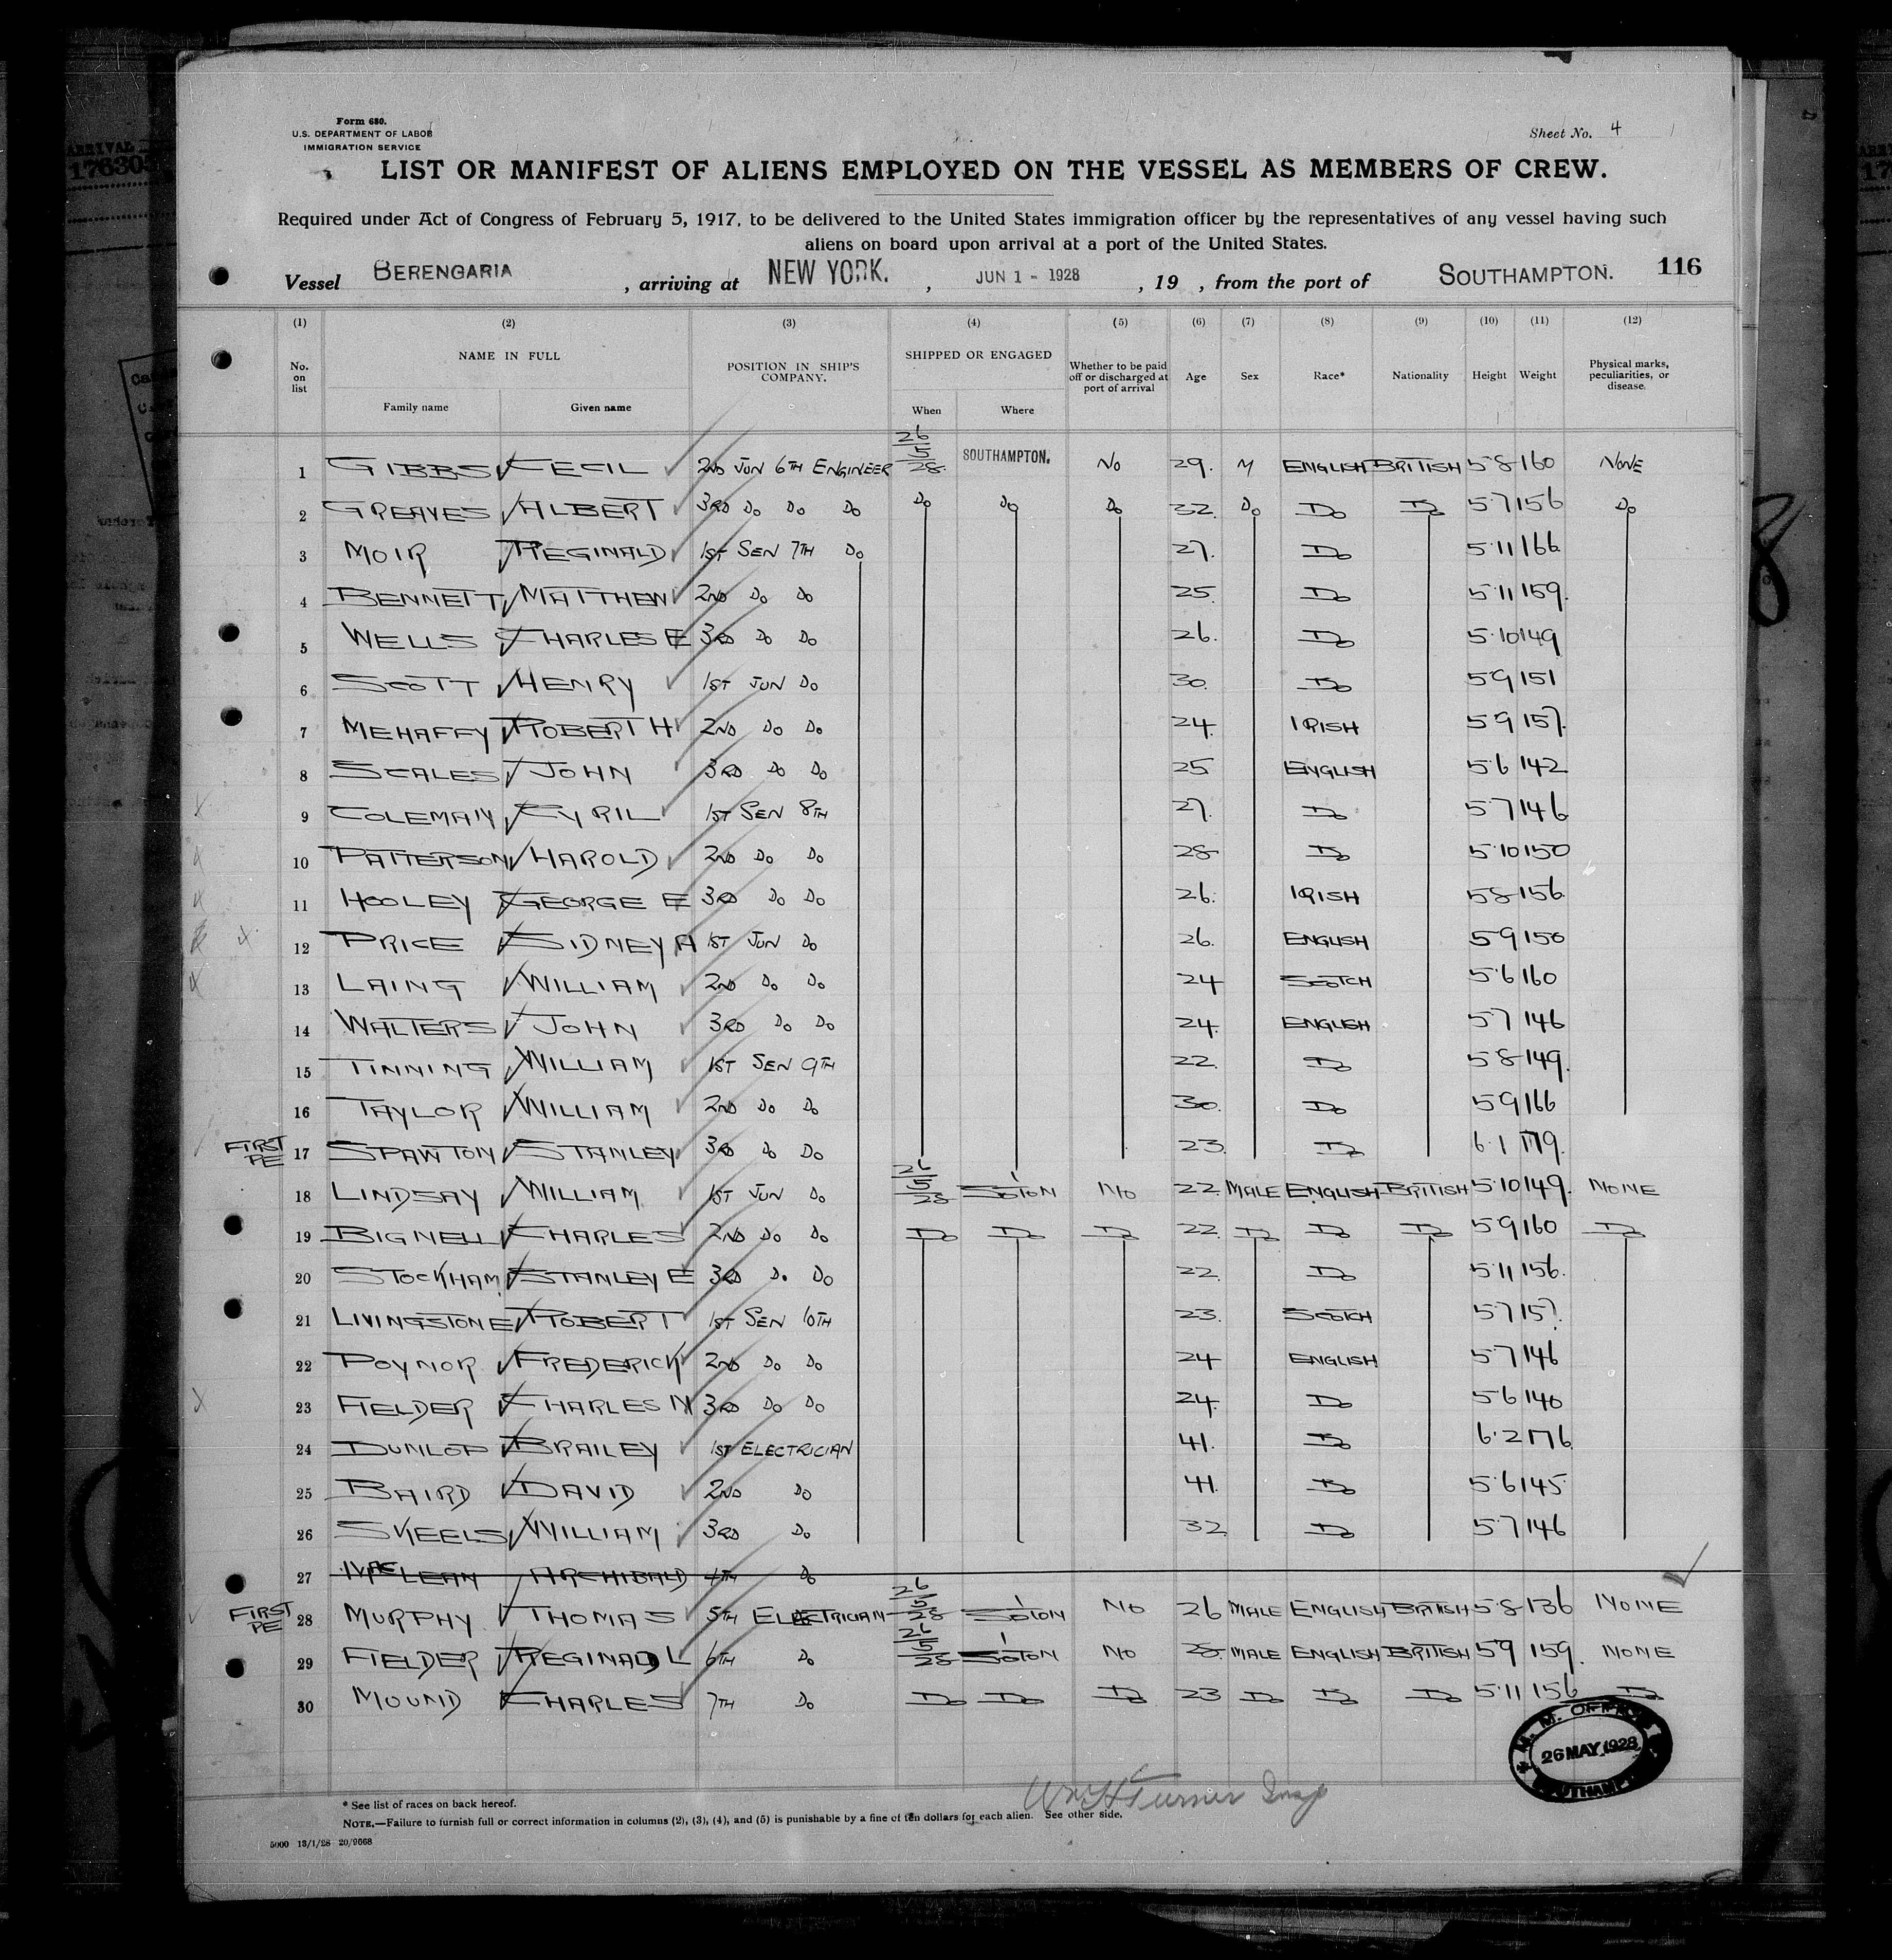 Form 680.
U.S. DEPARTMENT OF LABOR
IMMIGRATION SERVICE
Sheet No. 4
LIST OR MANIFEST OF ALIENS EMPLOYED ON THE VESSEL AS MEMBERS OF CREW.
Required under Act of Congress of February 5, 1917, to be delivered to the United States immigration officer by the representatives of any vessel having such
aliens on board upon arrival at a port of the United States.
Vessel BERENGARIA, arriving at NEW YORK., JUN 1 - 1928, 19 , from the port of SOUTHAMPTON. 116
(1) (2) (3) (4) (5) (6) (7) (8) (9) (10) (11) (12)
No. on list NAME IN FULL POSITION IN SHIP'S COMPANY. SHIPPED OR ENGAGED Whether to be paid off or discharged at port of arrival Age Sex Race* Nationality Height Weight Physical marks, peculiarities, or disease.
Family name Given name When Where
1 GIBBS CECIL 2ND JUN 6TH ENGINEER 26/5/28 SOUTHAMPTON. NO 29. M ENGLISH BRITISH 5·8 160 NONE
2 GREAVES ALBERT 3RD DO DO DO DO DO DO 32. DO DO DO 5·7 156 DO
3 MOIR REGINALD 1ST SEN 7TH DO 27. DO 5·11 166
4 BENNETT MATTHEW 2ND DO DO 25. DO 5·11 159.
5 WELLS CHARLES E 3RD DO DO 26. DO 5·10 149
6 SCOTT HENRY 1ST JUN DO 30. DO 5·9 151
7 MEHAFFY ROBERT H 2ND DO DO 24. IRISH 5·9 157.
8 SCALES JOHN 3RD DO DO 25 ENGLISH 5·6 142
9 COLEMAN CYRIL 1ST SEN 8TH 27. DO 5·7 146
10 PATTERSON HAROLD 2ND DO DO 28 DO 5·10 150
11 HOOLEY GEORGE E 3RD DO DO 26. IRISH 5·8 156
12 PRICE SIDNEY A 1ST JUN DO 26. ENGLISH 5·9 150
13 LAING WILLIAM 2ND DO DO 24 SCOTCH 5·6 160
14 WALTERS JOHN 3RD DO DO 24. ENGLISH 5·7 146
15 TINNING WILLIAM 1ST SEN 9TH 22. DO 5·8 149.
16 TAYLOR WILLIAM 2ND DO DO 30. DO 5·9 166
FIRST PE 17 SPAWTON STANLEY 3RD DO DO 23. DO 6·1 179.
18 LINDSAY WILLIAM 1ST JUN DO 26/5/28 SO'TON NO 22. MALE ENGLISH BRITISH 5·10 149. NONE
19 BIGNELL CHARLES 2ND DO DO DO DO DO 22. DO DO DO 5·9 160 DO
20 STOCKHAM STANLEY E 3RD DO DO 22. DO 5·11 156.
21 LIVINGSTONE ROBERT 1ST SEN 10TH 23. SCOTCH 5·7 157.
22 POYNOR FREDERICK 2ND DO DO 24 ENGLISH 5·7 146
23 FIELDER CHARLES N 3RD DO DO 24. DO 5·6 140
24 DUNLOP BRAILEY 1ST ELECTRICIAN 41. DO 6·2 176
25 BAIRD DAVID 2ND DO 41. DO 5·6 145
26 SKEELS WILLIAM 3RD DO 32. DO 5·7 146
27 MACLEAN ARCHIBALD 4TH DO
FIRST PE 28 MURPHY THOMAS 5TH ELECTRICIAN 26/5/28 SO'TON NO 26 MALE ENGLISH BRITISH 5·8 136 NONE
29 FIELDER REGINALD L 6TH DO 26/5/28 SO'TON NO 28. MALE ENGLISH BRITISH 5·9 159. NONE
30 MOUND CHARLES 7TH DO DO DO DO 23 DO DO DO 5·11 156 DO
M. M. OFFICE
26 MAY 1928
SOUTHAMPTON
Wm H Turner Insp
* See list of races on back hereof.
NOTE.—Failure to furnish full or correct information in columns (2), (3), (4), and (5) is punishable by a fine of ten dollars for each alien. See other side.
5000 13/1/28 20/9668